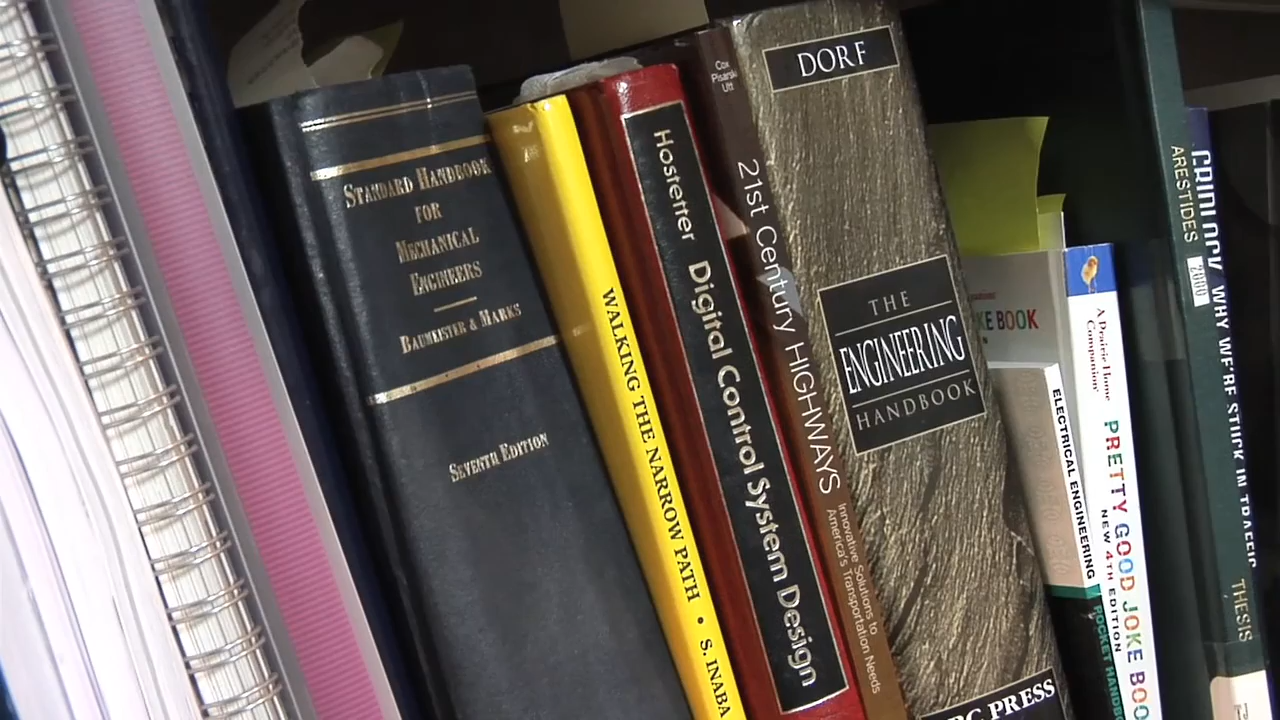 STANDARD HANDBOOK
FOR
MECHANICAL
ENGINEERS
BAUMEISTER & MARKS
SEVENTH EDITION
WALKING THE NARROW PATH • S. INABA
Hostetter Digital Control System Design
Cox
Pisarski
Utt
21st Century HIGHWAYS
Innovative Solutions to
America's Transportation Needs
DORF
THE
ENGINEERING
HANDBOOK
PRESS
KE BOOK
ELECTRICAL ENGINEERING
POCKET HANDBO
A Prairie Home
Companion
PRETTY GOOD JOKE BOO
NEW 4TH EDITION
ARESTIDES
2000
THESIS
GRIDLOCK WHY WE'RE STUCK IN TRAFFIC